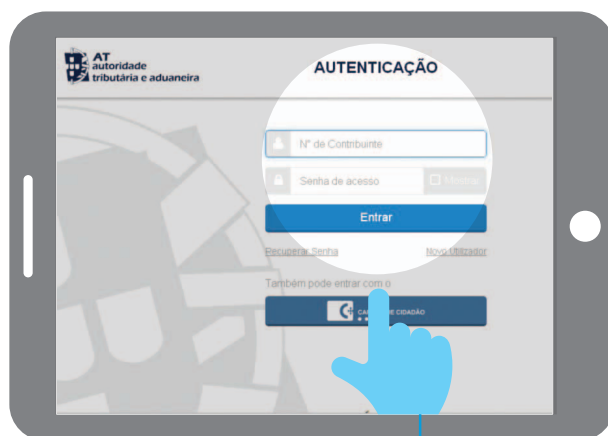 AT
autoridade
tributária e aduaneira
AUTENTICAÇÃO
Nº de Contribuinte
Senha de acesso
Mostrar
Entrar
Recuperar Senha
Novo Utilizador
Também pode entrar com o
CIDADÃO